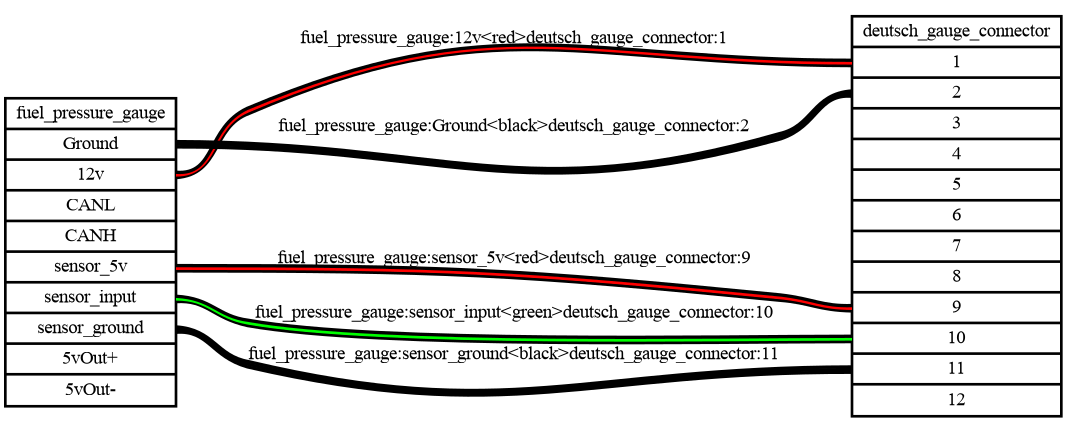 fuel_pressure_gauge
Ground
12v
CANL
CANH
sensor_5v
sensor_input
sensor_ground
5vOut+
5vOut-
fuel_pressure_gauge:12v<red>deutsch_gauge_connector:1
fuel_pressure_gauge:Ground<black>deutsch_gauge_connector:2
fuel_pressure_gauge:sensor_5v<red>deutsch_gauge_connector:9
fuel_pressure_gauge:sensor_input<green>deutsch_gauge_connector:10
fuel_pressure_gauge:sensor_ground<black>deutsch_gauge_connector:11
deutsch_gauge_connector
1
2
3
4
5
6
7
8
9
10
11
12